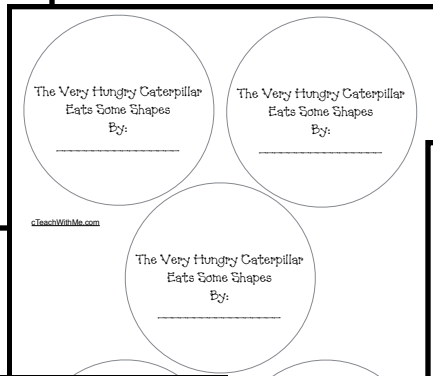 The Very Hungry Caterpillar
Eats Some Shapes
By:
The Very Hungry Caterpillar
Eats Some Shapes
By:
cTeachWithMe.com
The Very Hungry Caterpillar
Eats Some Shapes
By: